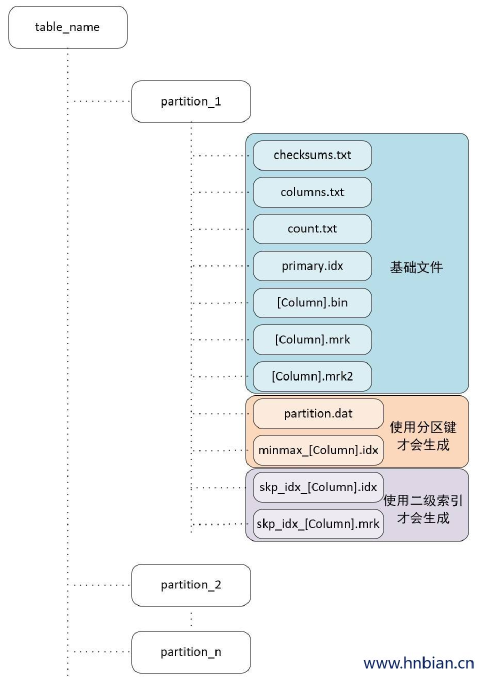 table_name
partition_1
checksums.txt
columns.txt
count.txt
primary.idx
基础文件
[Column].bin
[Column].mrk
[Column].mrk2
partition.dat
使用分区键
才会生成
minmax_[Column].idx
skp_idx_[Column].idx
使用二级索引
才会生成
skp_idx_[Column].mrk
partition_2
partition_n
www.hnbian.cn